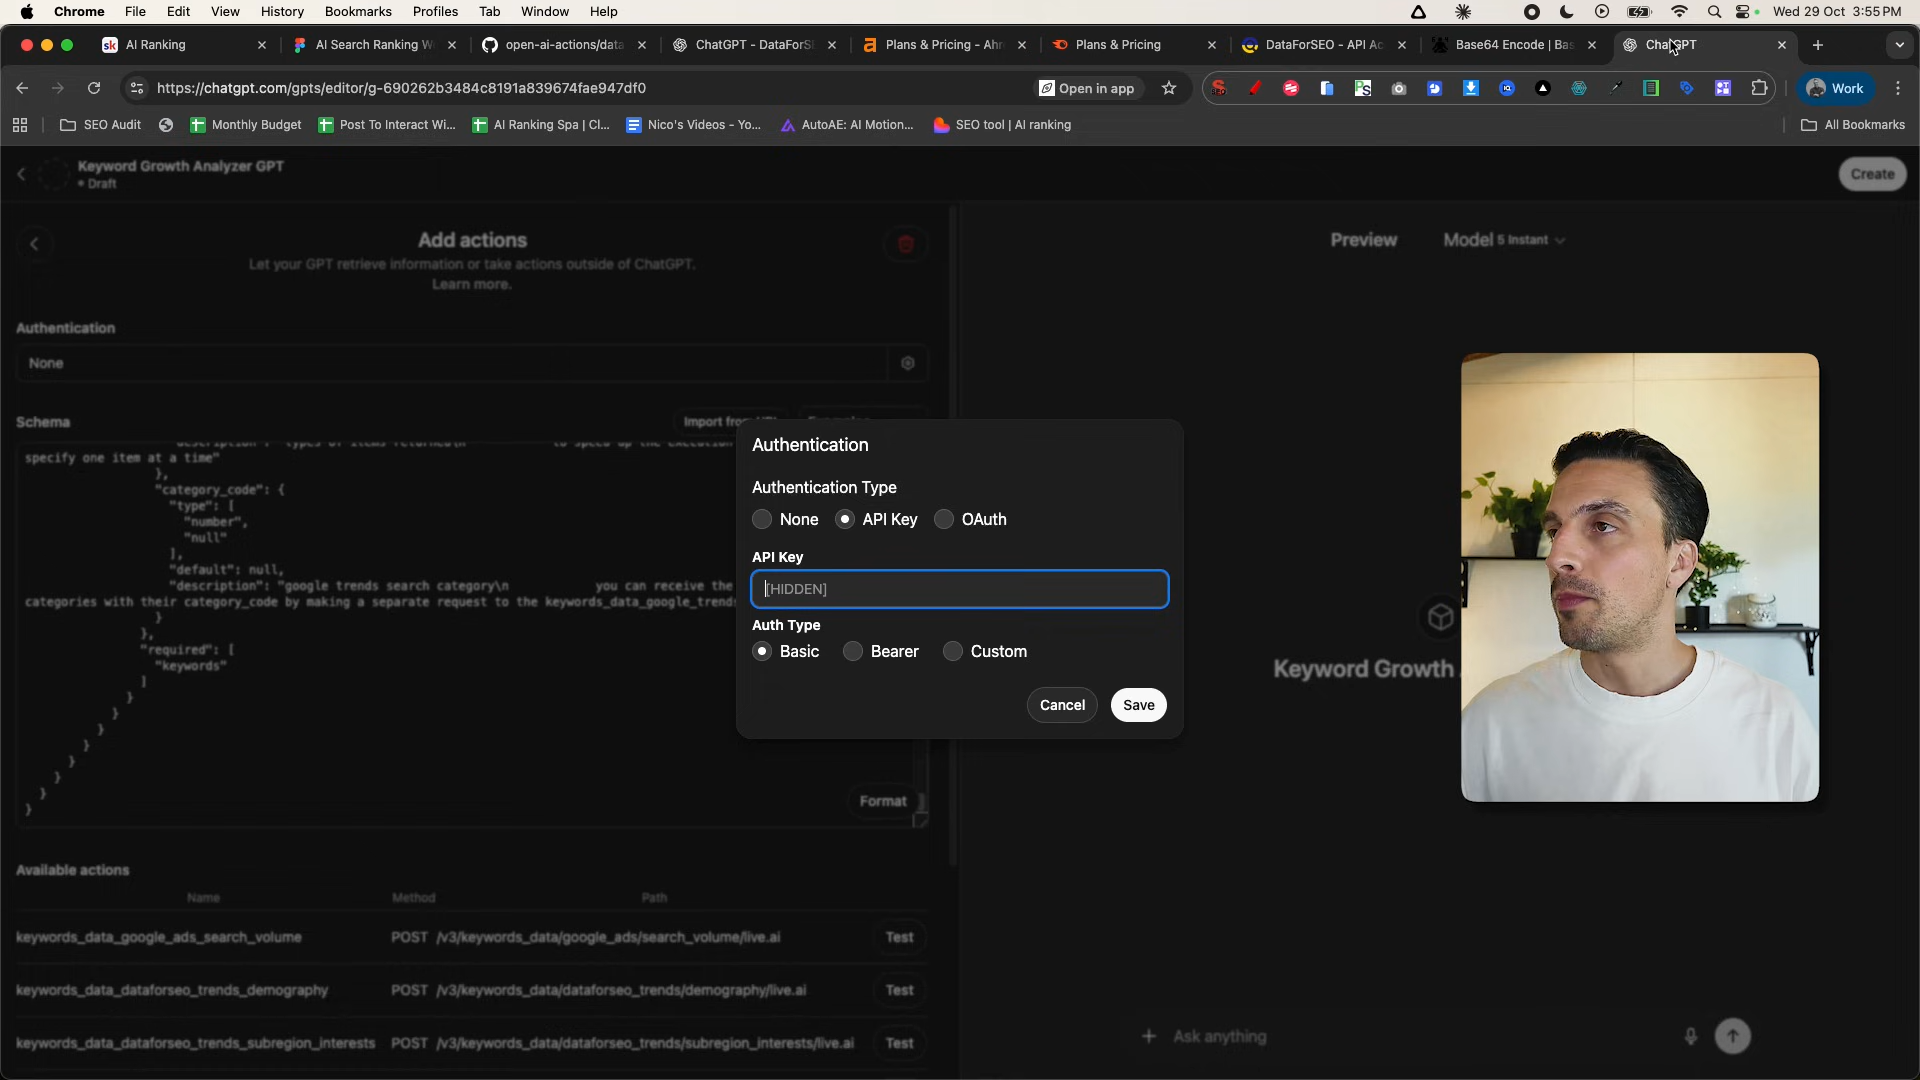 Chrome File Edit View History Bookmarks Profiles Tab Window Help Wed 29 Oct 3:55 PM
AI Ranking AI Search Ranking W open-ai-actions/data ChatGPT - DataForS Plans & Pricing - Ahr Plans & Pricing DataForSEO - API Ac Base64 Encode | Bas ChatGPT
https://chatgpt.com/gpts/editor/g-690262b3484c8191a839674fae947df0 Open in app Work
SEO Audit Monthly Budget Post To Interact Wi... AI Ranking Spa | Cl... Nico's Videos - Yo... AutoAE: AI Motion... SEO tool | AI ranking All Bookmarks
Keyword Growth Analyzer GPT
Draft
Create
Add actions
Let your GPT retrieve information or take actions outside of ChatGPT.
Learn more.
Preview Model 5 Instant
Authentication
None
Schema
Import from
specify one item at a time"
},
"category_code": {
"type": [
"number",
"null"
],
"default": null,
"description": "google trends search category\n you can receive the
categories with their category_code by making a separate request to the keywords_data_google_trends
}
},
"required": [
"keywords"
]
}
}
}
}
}
}
}
}
Format
Authentication
Authentication Type
None API Key OAuth
API Key
[HIDDEN]
Auth Type
Basic Bearer Custom
Cancel Save
Keyword Growth
Available actions
Name Method Path
keywords_data_google_ads_search_volume POST /v3/keywords_data/google_ads/search_volume/live.ai Test
keywords_data_dataforseo_trends_demography POST /v3/keywords_data/dataforseo_trends/demography/live.ai Test
keywords_data_dataforseo_trends_subregion_interests POST /v3/keywords_data/dataforseo_trends/subregion_interests/live.ai Test
Ask anything